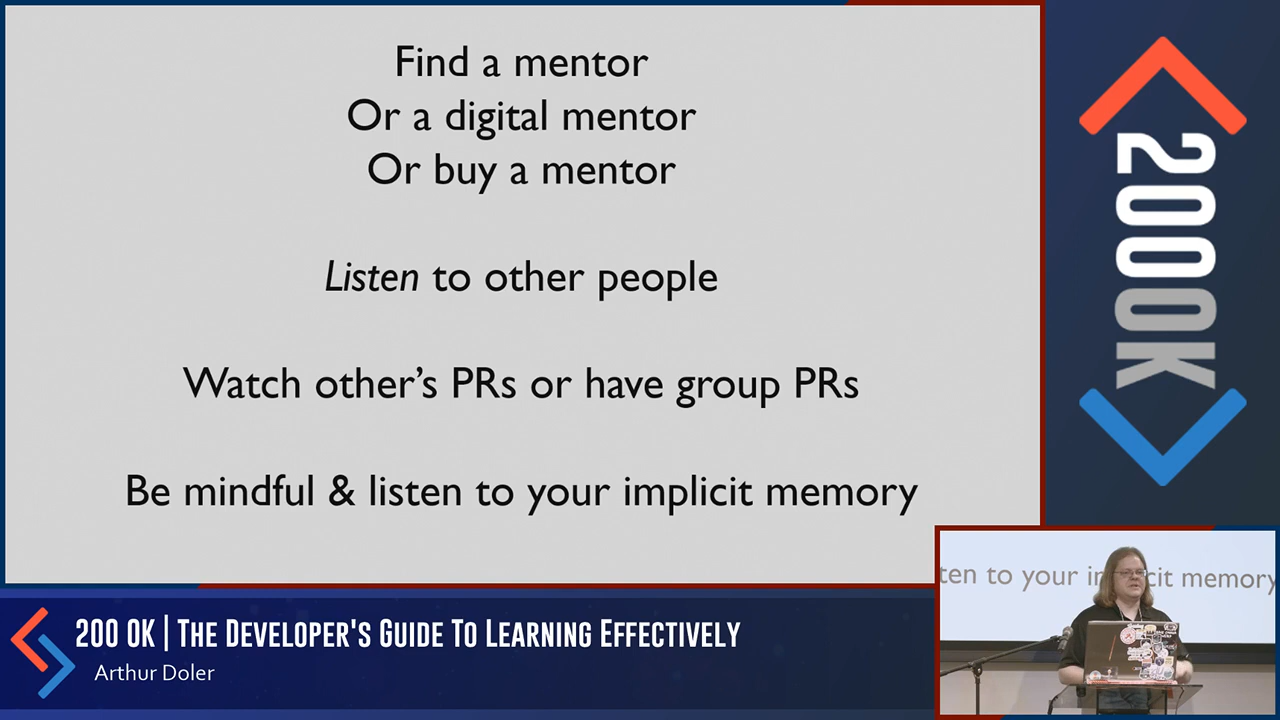 Find a mentor
Or a digital mentor
Or buy a mentor
Listen to other people
Watch other's PRs or have group PRs
Be mindful & listen to your implicit memory
200 OK
ten to your im cit memory
200 OK | The Developer's Guide To Learning Effectively
Arthur Doler